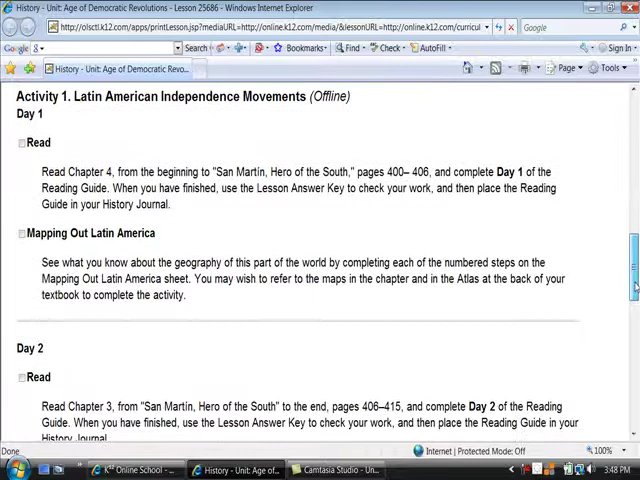 History - Unit: Age of Democratic Revolutions - Lesson 25686 - Windows Internet Explorer
http://olsctl.k12.com/apps/printLesson.jsp?mediaURL=http://online.k12.com/media/&lessonURL=http://online.k12.com/curricul
Google
Google
Search
Bookmarks
Find
Check
AutoFill
Sign In
History - Unit: Age of Democratic Revo...
Page
Tools
Activity 1. Latin American Independence Movements (Offline)
Day 1
Read
Read Chapter 4, from the beginning to "San Martín, Hero of the South," pages 400– 406, and complete Day 1 of the
Reading Guide. When you have finished, use the Lesson Answer Key to check your work, and then place the Reading
Guide in your History Journal.
Mapping Out Latin America
See what you know about the geography of this part of the world by completing each of the numbered steps on the
Mapping Out Latin America sheet. You may wish to refer to the maps in the chapter and in the Atlas at the back of your
textbook to complete the activity.
Day 2
Read
Read Chapter 3, from "San Martín, Hero of the South" to the end, pages 406–415, and complete Day 2 of the Reading
Guide. When you have finished, use the Lesson Answer Key to check your work, and then place the Reading Guide in your
History Journal.
Done
Internet | Protected Mode: Off
100%
K¹² Online School - ...
History - Unit: Age of...
Camtasia Studio - Un...
3:48 PM